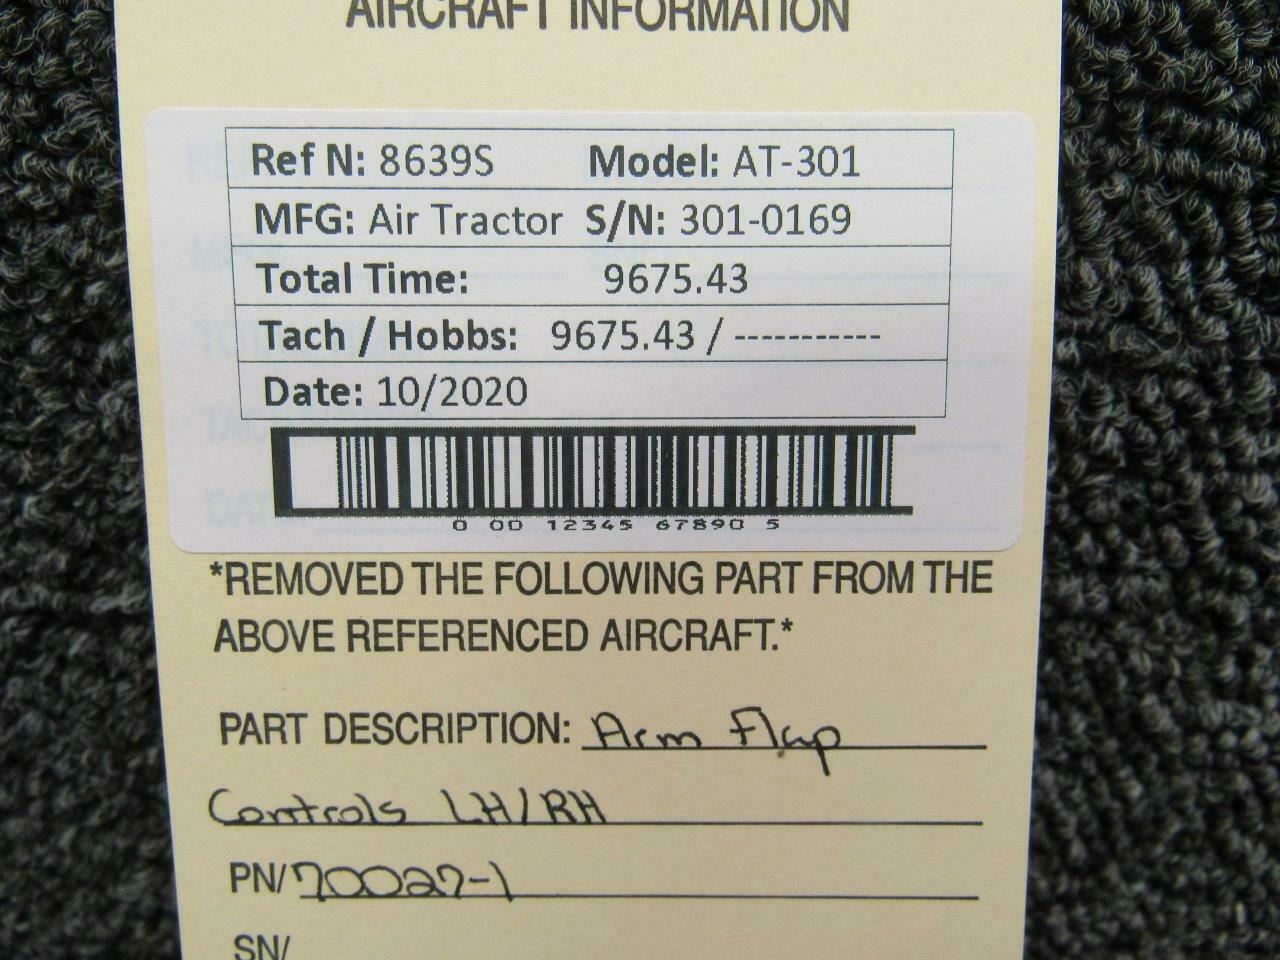 AIRCRAFT INFORMATION
Ref N: 8639S Model: AT-301
MFG: Air Tractor S/N: 301-0169
Total Time: 9675.43
Tach / Hobbs: 9675.43 / -----------
Date: 10/2020
0 00 12345 67890 5
*REMOVED THE FOLLOWING PART FROM THE
ABOVE REFERENCED AIRCRAFT.*
PART DESCRIPTION: Arm Flap
Controls LH/RH
PN/ 70027-1
SN/